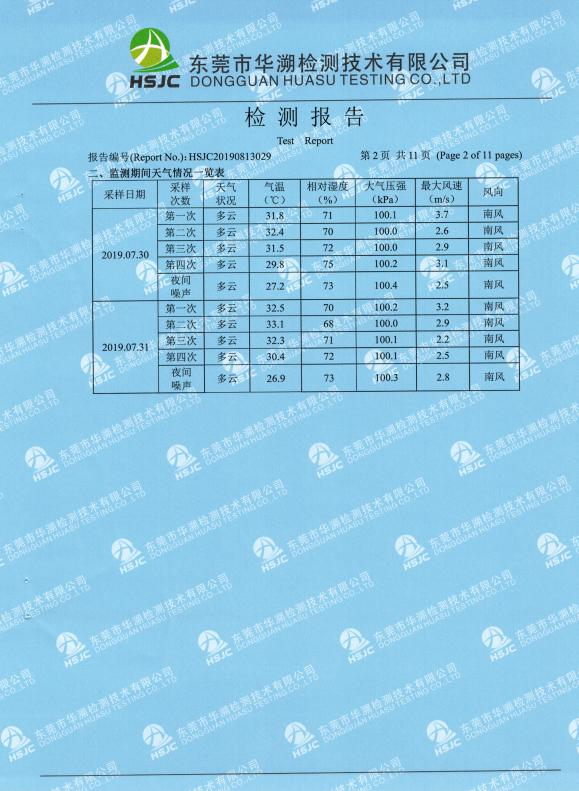 HSJC
东莞市华溯检测技术有限公司
DONGGUAN HUASU TESTING CO.,LTD
检 测 报 告
Test Report
报告编号(Report No.): HSJC20190813029 第 2 页 共 11 页 (Page 2 of 11 pages)
二、监测期间天气情况一览表
采样日期 采样次数 天气状况 气温(℃) 相对湿度(%) 大气压强(kPa) 最大风速(m/s) 风向
2019.07.30 第一次 多云 31.8 71 100.1 3.7 南风
第二次 多云 32.4 70 100.0 2.6 南风
第三次 多云 31.5 72 100.0 2.9 南风
第四次 多云 29.8 75 100.2 3.1 南风
夜间噪声 多云 27.2 73 100.4 2.5 南风
2019.07.31 第一次 多云 32.5 70 100.2 3.2 南风
第二次 多云 33.1 68 100.0 2.9 南风
第三次 多云 32.3 71 100.1 2.2 南风
第四次 多云 30.4 72 100.1 2.5 南风
夜间噪声 多云 26.9 73 100.3 2.8 南风